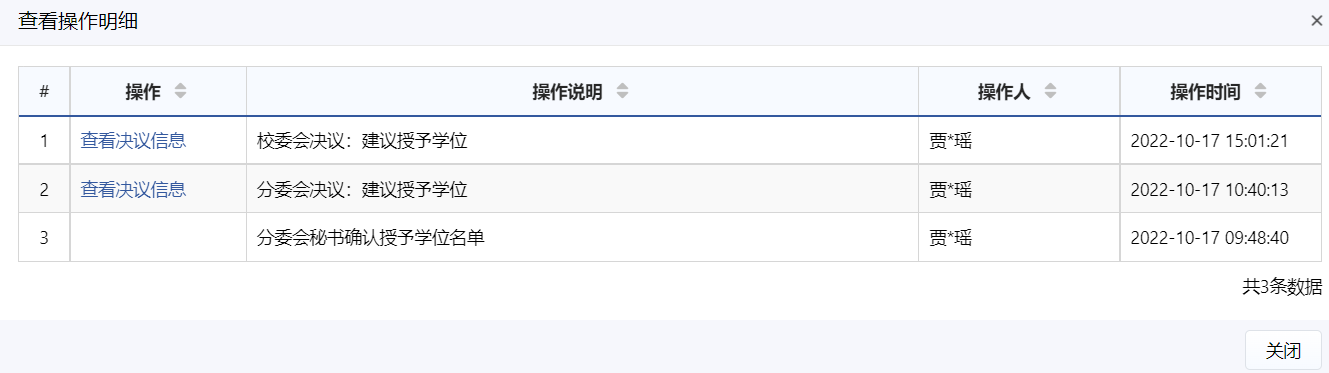 查看操作明细 ×
# 操作 操作说明 操作人 操作时间
1 查看决议信息 校委会决议：建议授予学位 贾*瑶 2022-10-17 15:01:21
2 查看决议信息 分委会决议：建议授予学位 贾*瑶 2022-10-17 10:40:13
3 分委会秘书确认授予学位名单 贾*瑶 2022-10-17 09:48:40
共3条数据
关闭